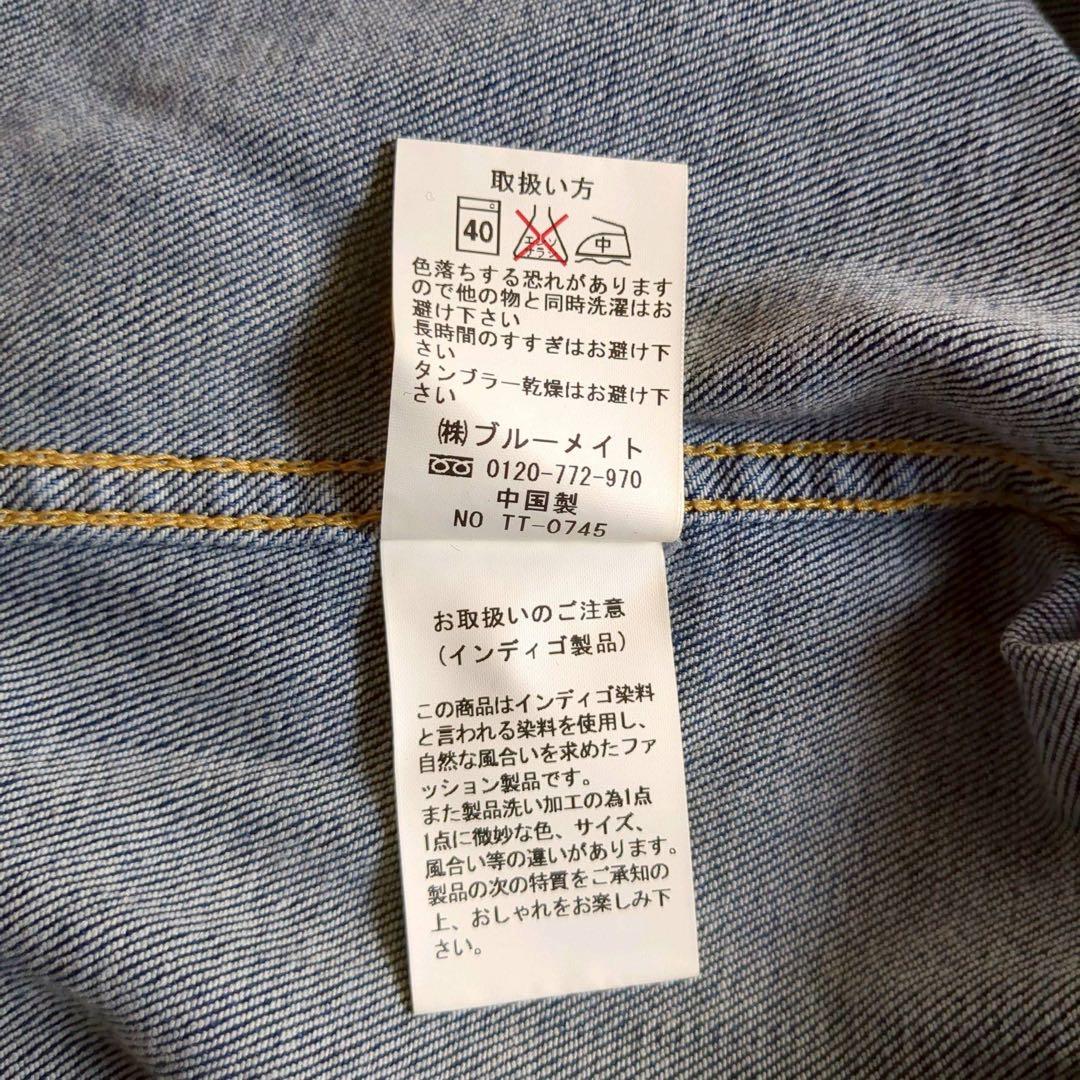 取扱い方
40 エンソ サラシ 中
色落ちする恐れがあります
ので他の物と同時洗濯はお
避け下さい
長時間のすすぎはお避け下
さい
タンブラー乾燥はお避け下
さい
㈱ブルーメイト
0120-772-970
中国製
NO TT-0745
お取扱いのご注意
(インディゴ製品)
この商品はインディゴ染料
と言われる染料を使用し、
自然な風合いを求めたファ
ッション製品です。
また製品洗い加工の為1点
1点に微妙な色、サイズ、
風合い等の違いがあります。
製品の次の特質をご承知の
上、おしゃれをお楽しみ下
さい。